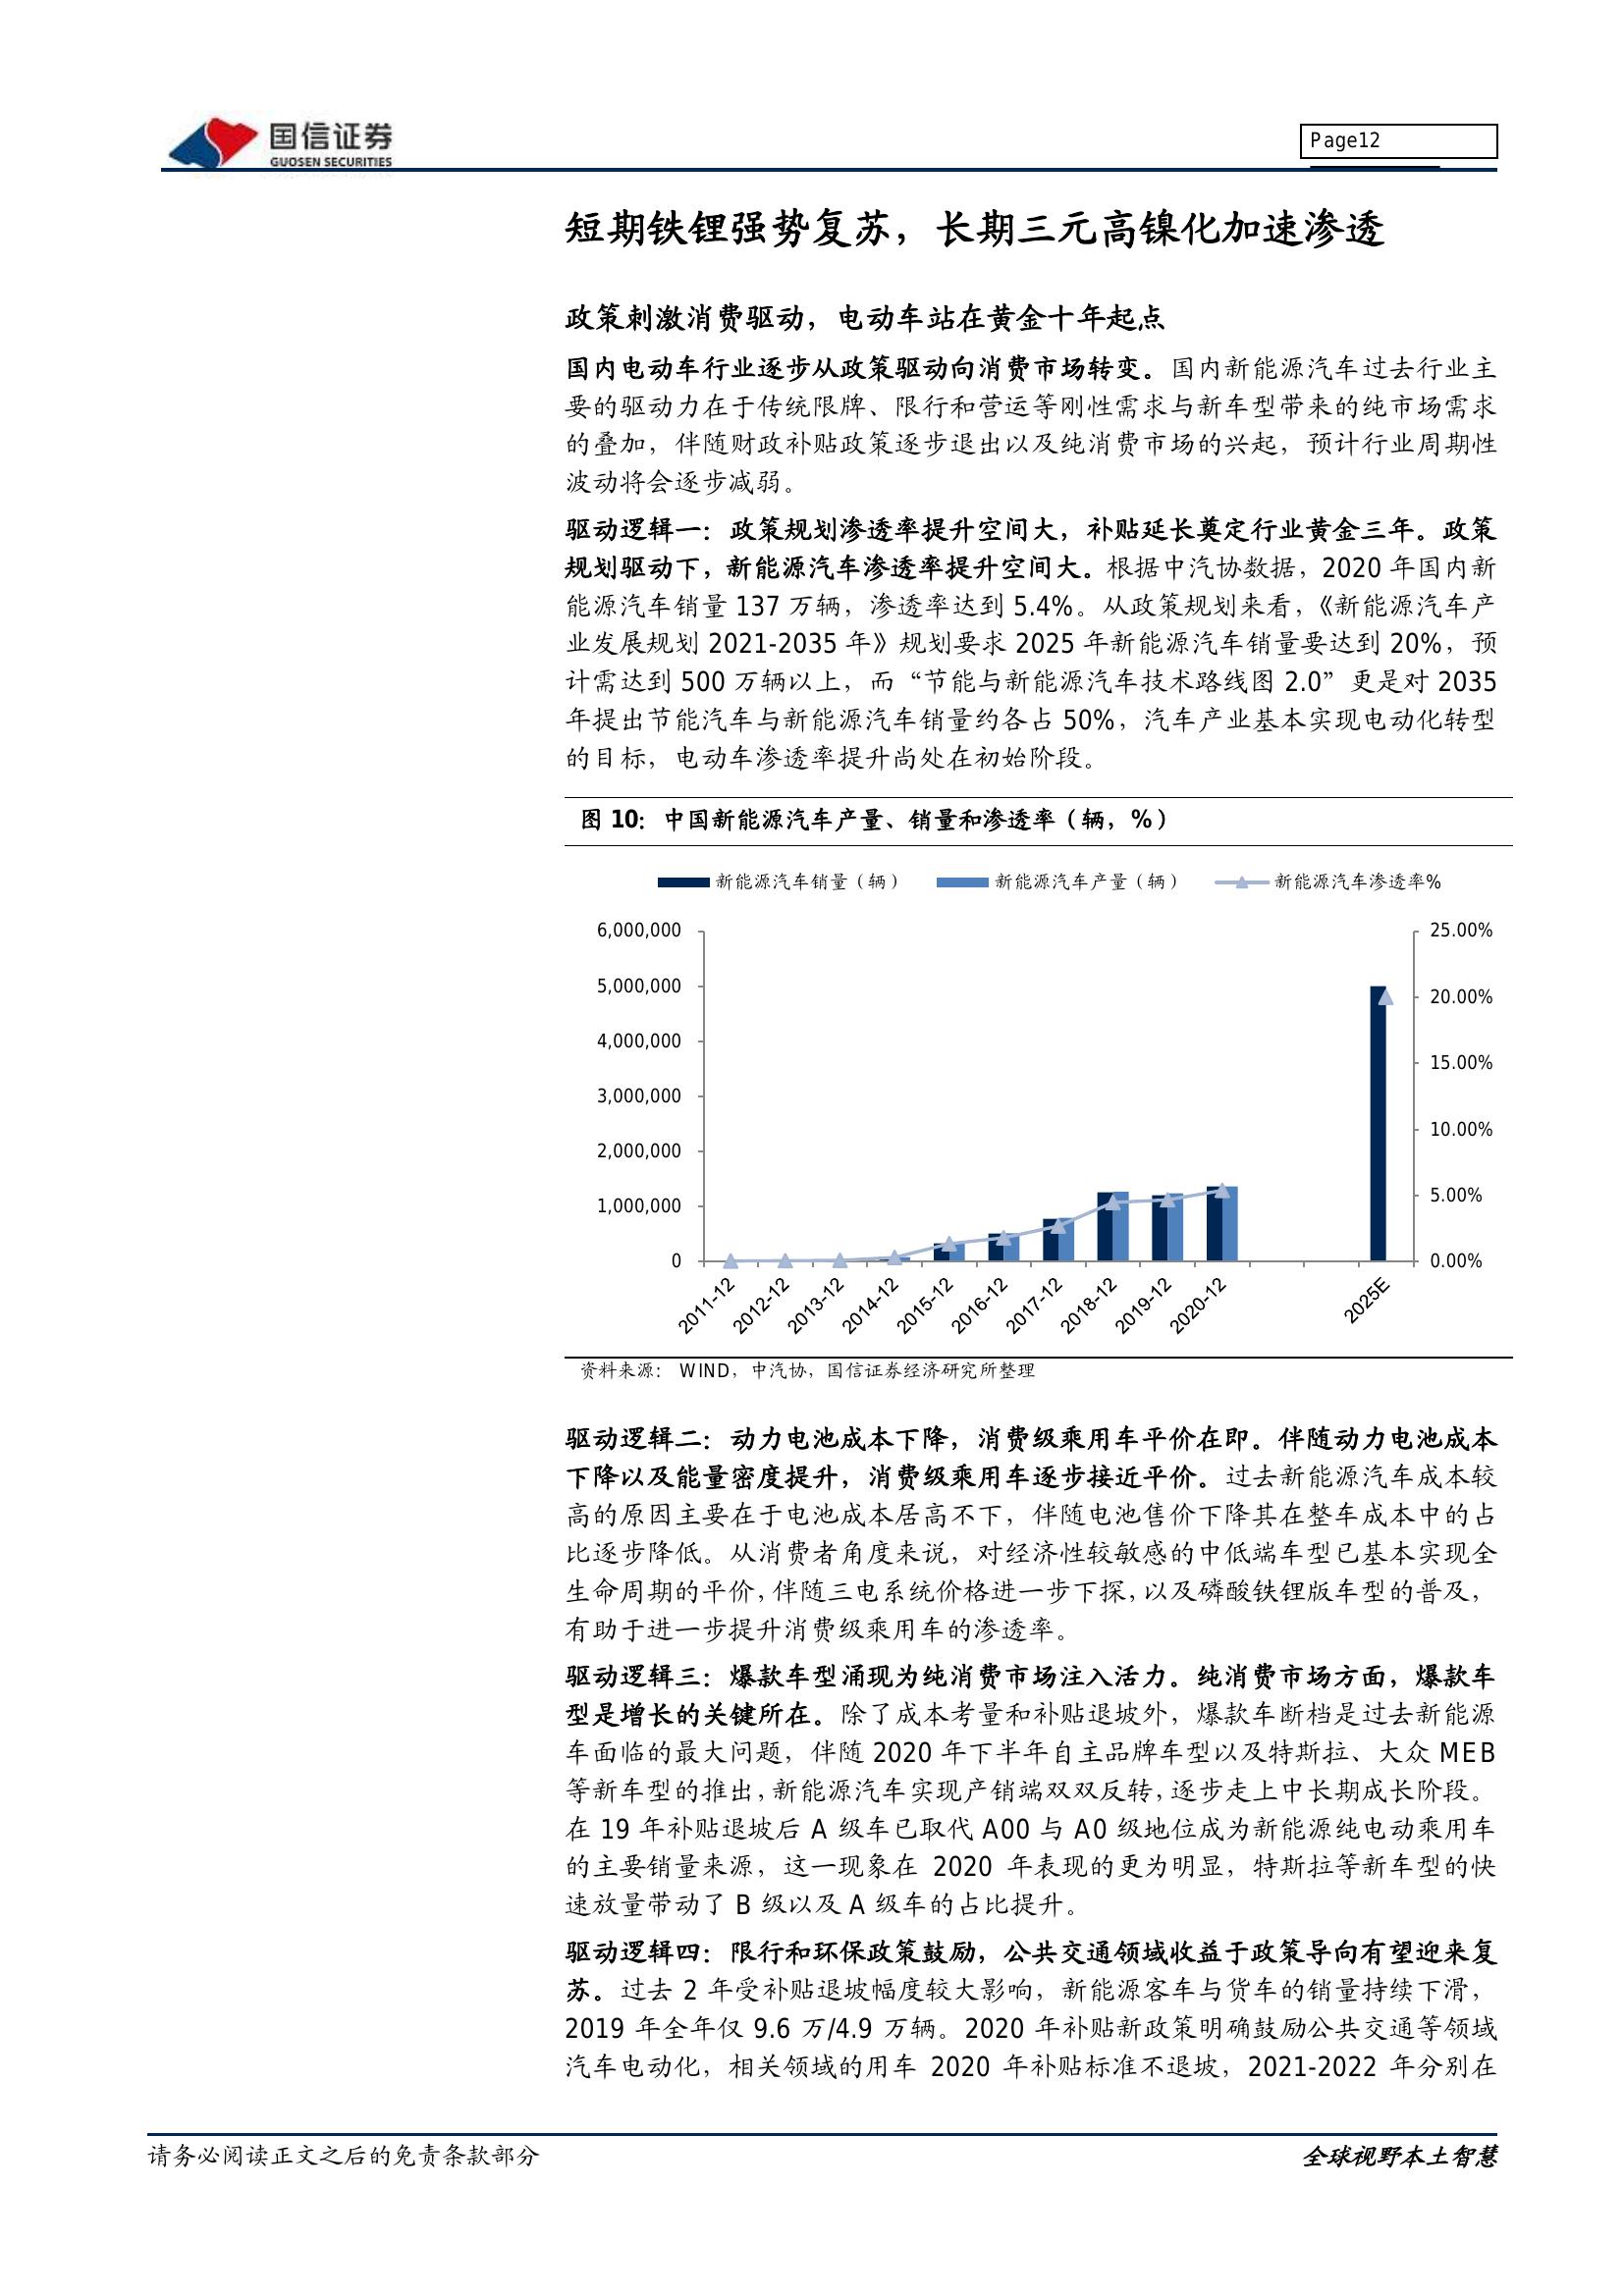 国信证券
GUOSEN SECURITIES
Page12
短期铁锂强势复苏，长期三元高镍化加速渗透
政策刺激消费驱动，电动车站在黄金十年起点
国内电动车行业逐步从政策驱动向消费市场转变。国内新能源汽车过去行业主
要的驱动力在于传统限牌、限行和营运等刚性需求与新车型带来的纯市场需求
的叠加，伴随财政补贴政策逐步退出以及纯消费市场的兴起，预计行业周期性
波动将会逐步减弱。
驱动逻辑一：政策规划渗透率提升空间大，补贴延长奠定行业黄金三年。政策
规划驱动下，新能源汽车渗透率提升空间大。根据中汽协数据，2020 年国内新
能源汽车销量 137 万辆，渗透率达到 5.4%。从政策规划来看，《新能源汽车产
业发展规划 2021-2035 年》规划要求 2025 年新能源汽车销量要达到 20%，预
计需达到 500 万辆以上，而“节能与新能源汽车技术路线图 2.0”更是对 2035
年提出节能汽车与新能源汽车销量约各占 50%，汽车产业基本实现电动化转型
的目标，电动车渗透率提升尚处在初始阶段。
图 10：中国新能源汽车产量、销量和渗透率（辆，%）
新能源汽车销量（辆） 新能源汽车产量（辆） 新能源汽车渗透率%
6,000,000 25.00%
5,000,000 20.00%
4,000,000 15.00%
3,000,000
2,000,000 10.00%
1,000,000 5.00%
0 0.00%
2011-12 2012-12 2013-12 2014-12 2015-12 2016-12 2017-12 2018-12 2019-12 2020-12 2025E
资料来源： WIND，中汽协，国信证券经济研究所整理
驱动逻辑二：动力电池成本下降，消费级乘用车平价在即。伴随动力电池成本
下降以及能量密度提升，消费级乘用车逐步接近平价。过去新能源汽车成本较
高的原因主要在于电池成本居高不下，伴随电池售价下降其在整车成本中的占
比逐步降低。从消费者角度来说，对经济性较敏感的中低端车型已基本实现全
生命周期的平价，伴随三电系统价格进一步下探，以及磷酸铁锂版车型的普及，
有助于进一步提升消费级乘用车的渗透率。
驱动逻辑三：爆款车型涌现为纯消费市场注入活力。纯消费市场方面，爆款车
型是增长的关键所在。除了成本考量和补贴退坡外，爆款车断档是过去新能源
车面临的最大问题，伴随 2020 年下半年自主品牌车型以及特斯拉、大众 MEB
等新车型的推出，新能源汽车实现产销端双双反转，逐步走上中长期成长阶段。
在 19 年补贴退坡后 A 级车已取代 A00 与 A0 级地位成为新能源纯电动乘用车
的主要销量来源，这一现象在 2020 年表现的更为明显，特斯拉等新车型的快
速放量带动了 B 级以及 A 级车的占比提升。
驱动逻辑四：限行和环保政策鼓励，公共交通领域收益于政策导向有望迎来复
苏。过去 2 年受补贴退坡幅度较大影响，新能源客车与货车的销量持续下滑，
2019 年全年仅 9.6 万/4.9 万辆。2020 年补贴新政策明确鼓励公共交通等领域
汽车电动化，相关领域的用车 2020 年补贴标准不退坡，2021-2022 年分别在
请务必阅读正文之后的免责条款部分
全球视野本土智慧